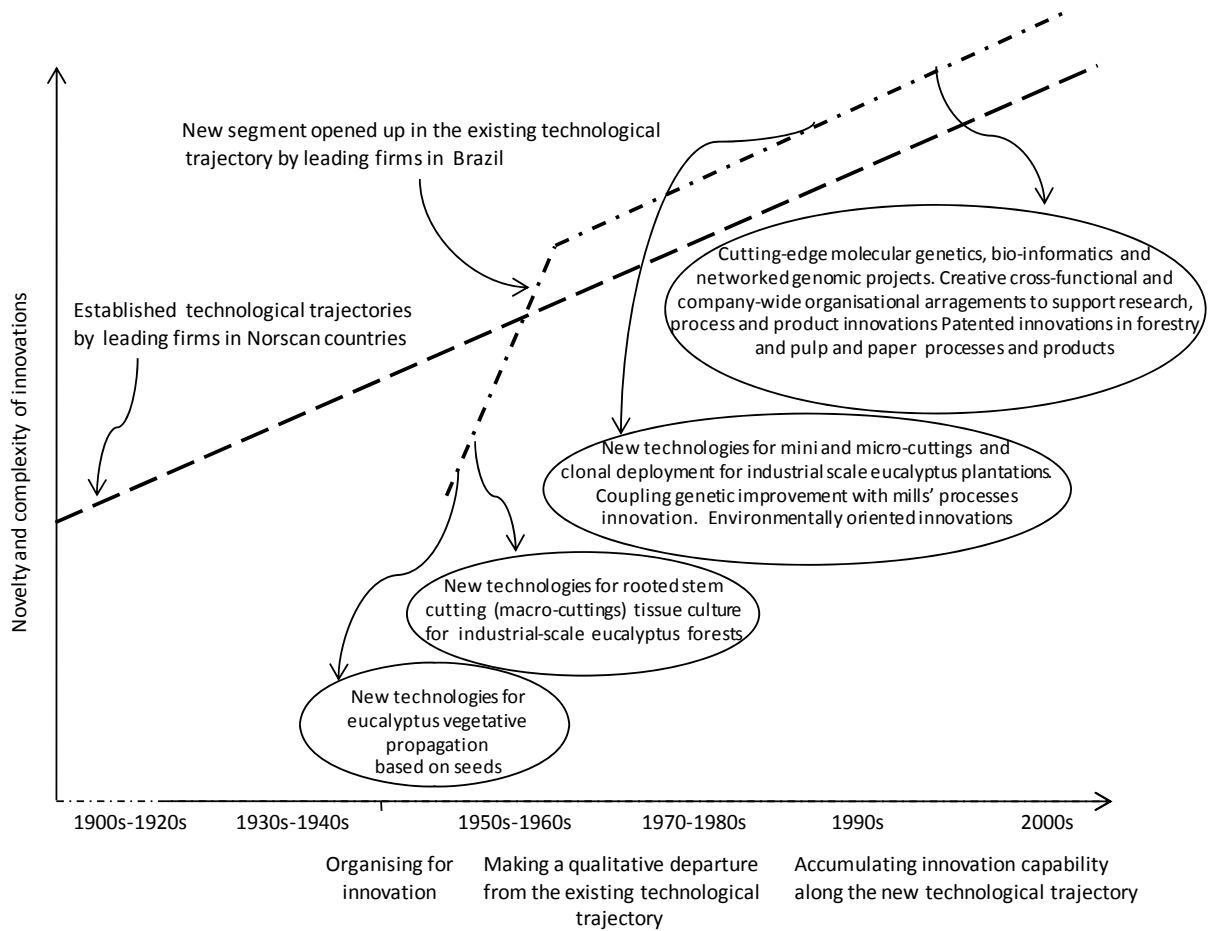 New segment opened up in the existing technological
trajectory by leading firms in Brazil
Established technological trajectories
by leading firms in Norscan countries
Novelty and complexity of innovations
Cutting-edge molecular genetics, bio-informatics and
networked genomic projects. Creative cross-functional and
company-wide organisational arragements to support research,
process and product innovations Patented innovations in forestry
and pulp and paper processes and products
New technologies for mini and micro-cuttings and
clonal deployment for industrial scale eucalyptus plantations.
Coupling genetic improvement with mills' processes
innovation. Environmentally oriented innovations
New technologies for rooted stem
cutting (macro-cuttings) tissue culture
for industrial-scale eucalyptus forests
New technologies for
eucalyptus vegetative
propagation
based on seeds
1900s-1920s
1930s-1940s
1950s-1960s
1970-1980s
1990s
2000s
Organising for
innovation
Making a qualitative departure
from the existing technological
trajectory
Accumulating innovation capability
along the new technological trajectory